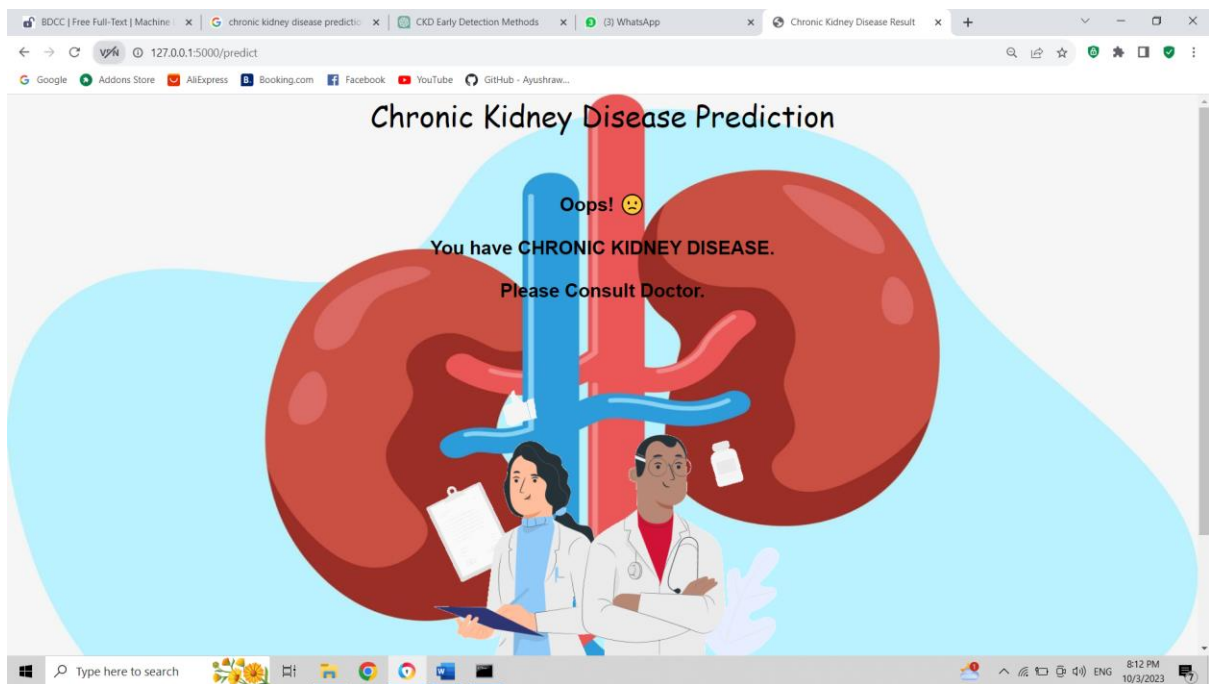 BDCC | Free Full-Text | Machine L
chronic kidney disease predictio
CKD Early Detection Methods
(3) WhatsApp
Chronic Kidney Disease Result
VPN 127.0.0.1:5000/predict
Google Addons Store AliExpress Booking.com Facebook YouTube GitHub - Ayushraw...
Chronic Kidney Disease Prediction
Oops! 🙁
You have CHRONIC KIDNEY DISEASE.
Please Consult Doctor.
Type here to search
ENG
8:12 PM
10/3/2023